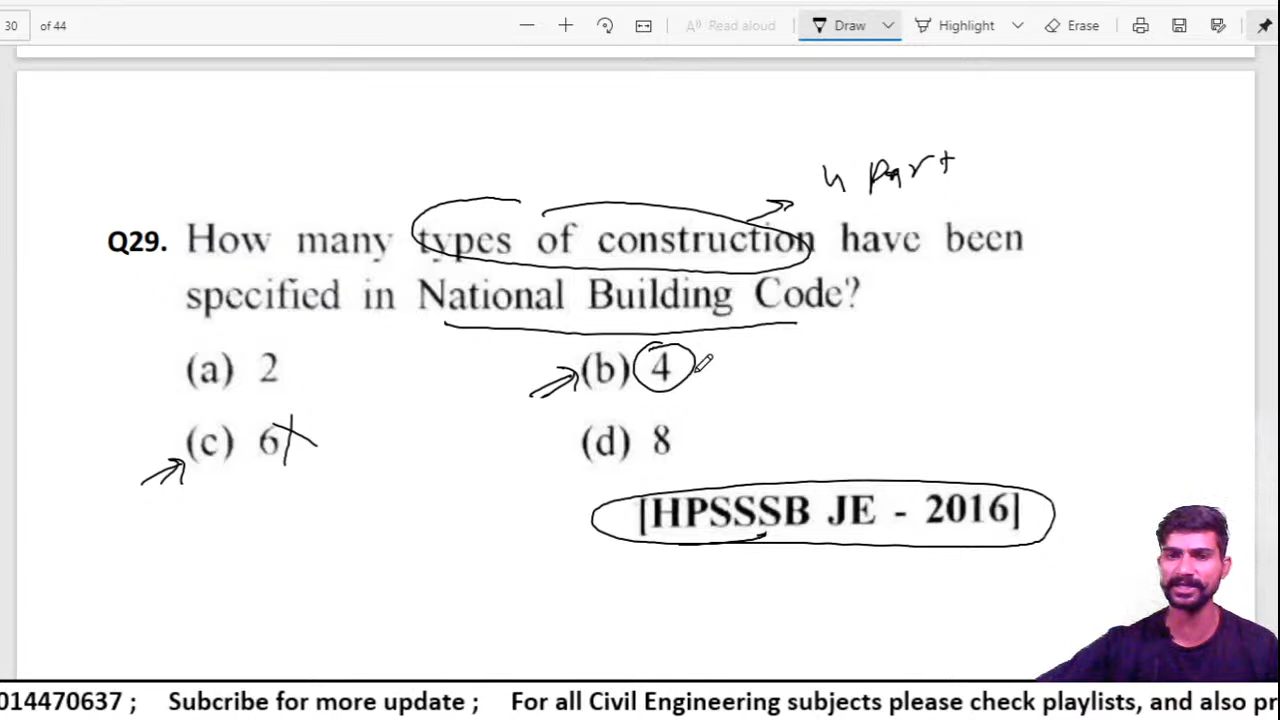 30 of 44 Read aloud Draw Highlight Erase
4 Part
Q29. How many types of construction have been
specified in National Building Code?
(a) 2 (b) 4
(c) 6 (d) 8
[HPSSSB JE - 2016]
014470637 ; Subcribe for more update ; For all Civil Engineering subjects please check playlists, and also pr